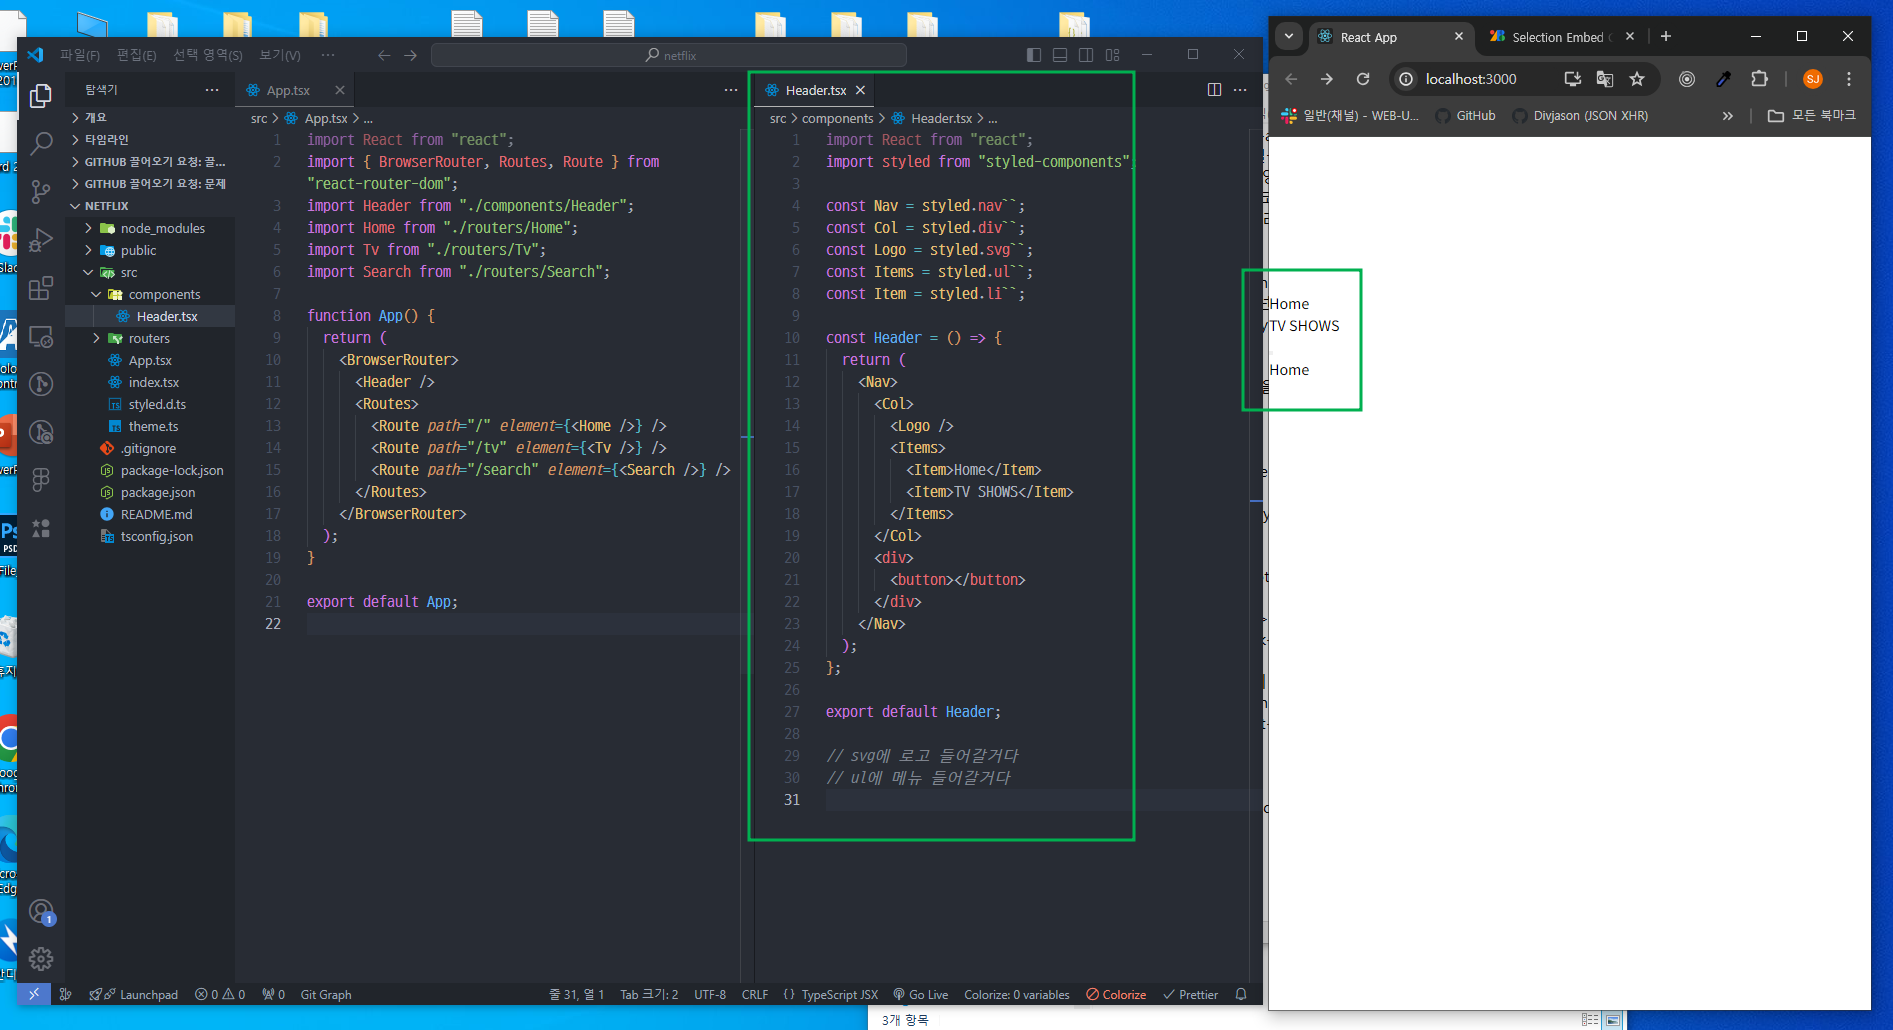 파일(F) 편집(E) 선택 영역(S) 보기(V) ··· netflix
탐색기 ···
개요
타임라인
GITHUB 끌어오기 요청: 끌...
GITHUB 끌어오기 요청: 문제
NETFLIX
node_modules
public
src
components
Header.tsx
routers
App.tsx
index.tsx
styled.d.ts
theme.ts
.gitignore
package-lock.json
package.json
README.md
tsconfig.json
App.tsx
src > App.tsx > ...
1 import React from "react";
2 import { BrowserRouter, Routes, Route } from
"react-router-dom";
3 import Header from "./components/Header";
4 import Home from "./routers/Home";
5 import Tv from "./routers/Tv";
6 import Search from "./routers/Search";
7
8 function App() {
9 return (
10 <BrowserRouter>
11 <Header />
12 <Routes>
13 <Route path="/" element={<Home />} />
14 <Route path="/tv" element={<Tv />} />
15 <Route path="/search" element={<Search />} />
16 </Routes>
17 </BrowserRouter>
18 );
19 }
20
21 export default App;
22
Header.tsx
src > components > Header.tsx > ...
1 import React from "react";
2 import styled from "styled-components"
3
4 const Nav = styled.nav``;
5 const Col = styled.div``;
6 const Logo = styled.svg``;
7 const Items = styled.ul``;
8 const Item = styled.li``;
9
10 const Header = () => {
11 return (
12 <Nav>
13 <Col>
14 <Logo />
15 <Items>
16 <Item>Home</Item>
17 <Item>TV SHOWS</Item>
18 </Items>
19 </Col>
20 <div>
21 <button></button>
22 </div>
23 </Nav>
24 );
25 };
26
27 export default Header;
28
29 // svg에 로고 들어갈거다
30 // ul에 메뉴 들어갈거다
31
1
Launchpad 0 0 0 Git Graph 줄 31, 열 1 Tab 크기: 2 UTF-8 CRLF {} TypeScript JSX Go Live Colorize: 0 variables Colorize Prettier
React App
Selection Embed
localhost:3000
SJ
일반(채널) - WEB-U... GitHub Divjason (JSON XHR) » 모든 북마크
Home
TV SHOWS
Home
3개 항목